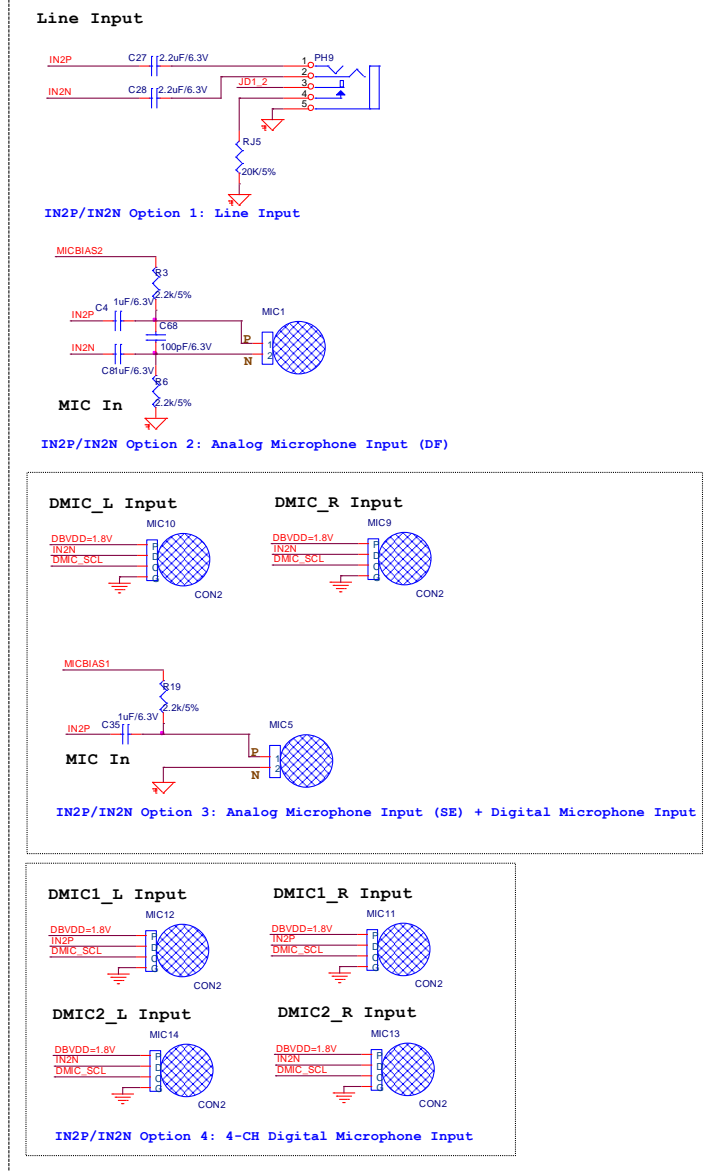 Line Input
IN2P C27 2.2uF/6.3V 1 PH9
2
IN2N C28 2.2uF/6.3V JD1_2 3
4
5
RJ5
20K/5%
IN2P/IN2N Option 1: Line Input
MICBIAS2
R3
2.2k/5%
IN2P C4 1uF/6.3V MIC1
C68
100pF/6.3V P 1
IN2N N 2
C8 1uF/6.3V R6
2.2k/5%
MIC In
IN2P/IN2N Option 2: Analog Microphone Input (DF)
DMIC_L Input DMIC_R Input
MIC10 MIC9
DBVDD=1.8V P DBVDD=1.8V P
IN2N D IN2N D
DMIC_SCL C DMIC_SCL C
G G
CON2 CON2
MICBIAS1
R19
2.2k/5%
IN2P C35 1uF/6.3V MIC5
MIC In P 1
N 2
IN2P/IN2N Option 3: Analog Microphone Input (SE) + Digital Microphone Input
DMIC1_L Input DMIC1_R Input
MIC12 MIC11
DBVDD=1.8V P DBVDD=1.8V P
IN2P D IN2P D
DMIC_SCL C DMIC_SCL C
G G
CON2 CON2
DMIC2_L Input DMIC2_R Input
MIC14 MIC13
DBVDD=1.8V P DBVDD=1.8V P
IN2N D IN2N D
DMIC_SCL C DMIC_SCL C
G G
CON2 CON2
IN2P/IN2N Option 4: 4-CH Digital Microphone Input